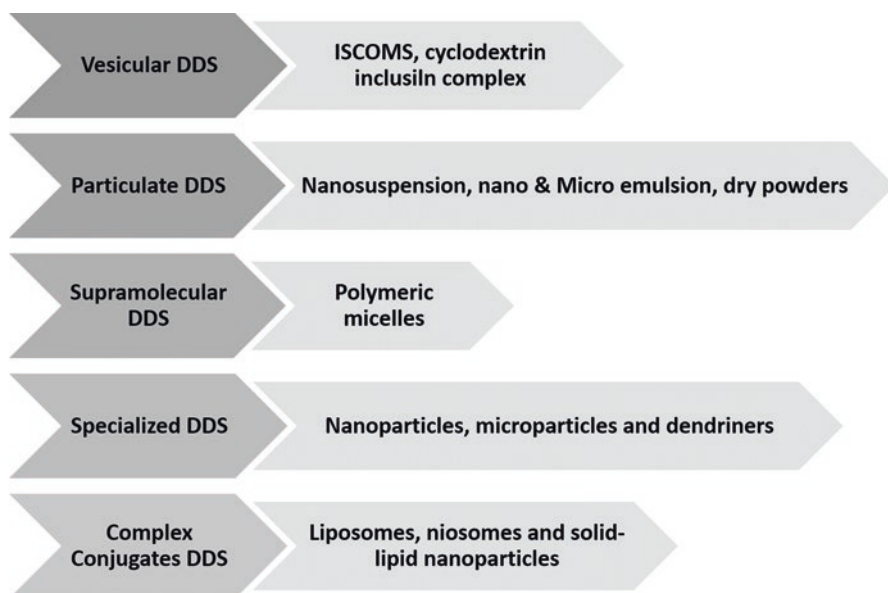 Vesicular DDS
ISCOMS, cyclodextrin
inclusiln complex
Particulate DDS
Nanosuspension, nano & Micro emulsion, dry powders
Supramolecular
DDS
Polymeric
micelles
Specialized DDS
Nanoparticles, microparticles and dendriners
Complex
Conjugates DDS
Liposomes, niosomes and solid-
lipid nanoparticles